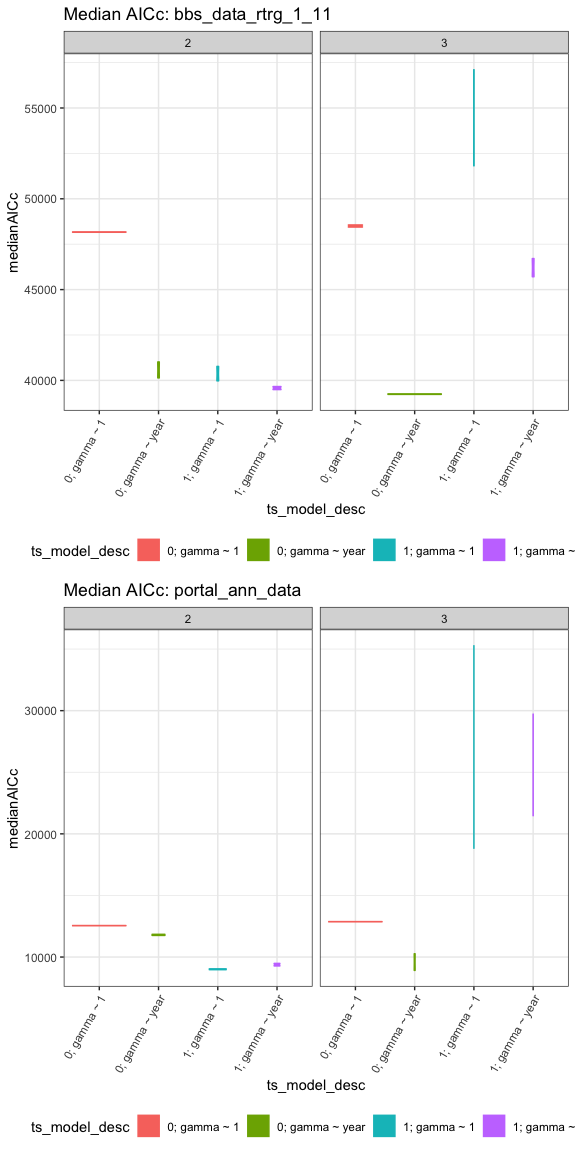 Median AICc: bbs_data_rtrg_1_11
2 3
55000
50000
45000
40000
medianAICc
0; gamma ~ 1 0; gamma ~ year 1; gamma ~ 1 1; gamma ~ year 0; gamma ~ 1 0; gamma ~ year 1; gamma ~ 1 1; gamma ~ year
ts_model_desc
ts_model_desc 0; gamma ~ 1 0; gamma ~ year 1; gamma ~ 1 1; gamma ~
Median AICc: portal_ann_data
2 3
30000
20000
10000
medianAICc
0; gamma ~ 1 0; gamma ~ year 1; gamma ~ 1 1; gamma ~ year 0; gamma ~ 1 0; gamma ~ year 1; gamma ~ 1 1; gamma ~ year
ts_model_desc
ts_model_desc 0; gamma ~ 1 0; gamma ~ year 1; gamma ~ 1 1; gamma ~